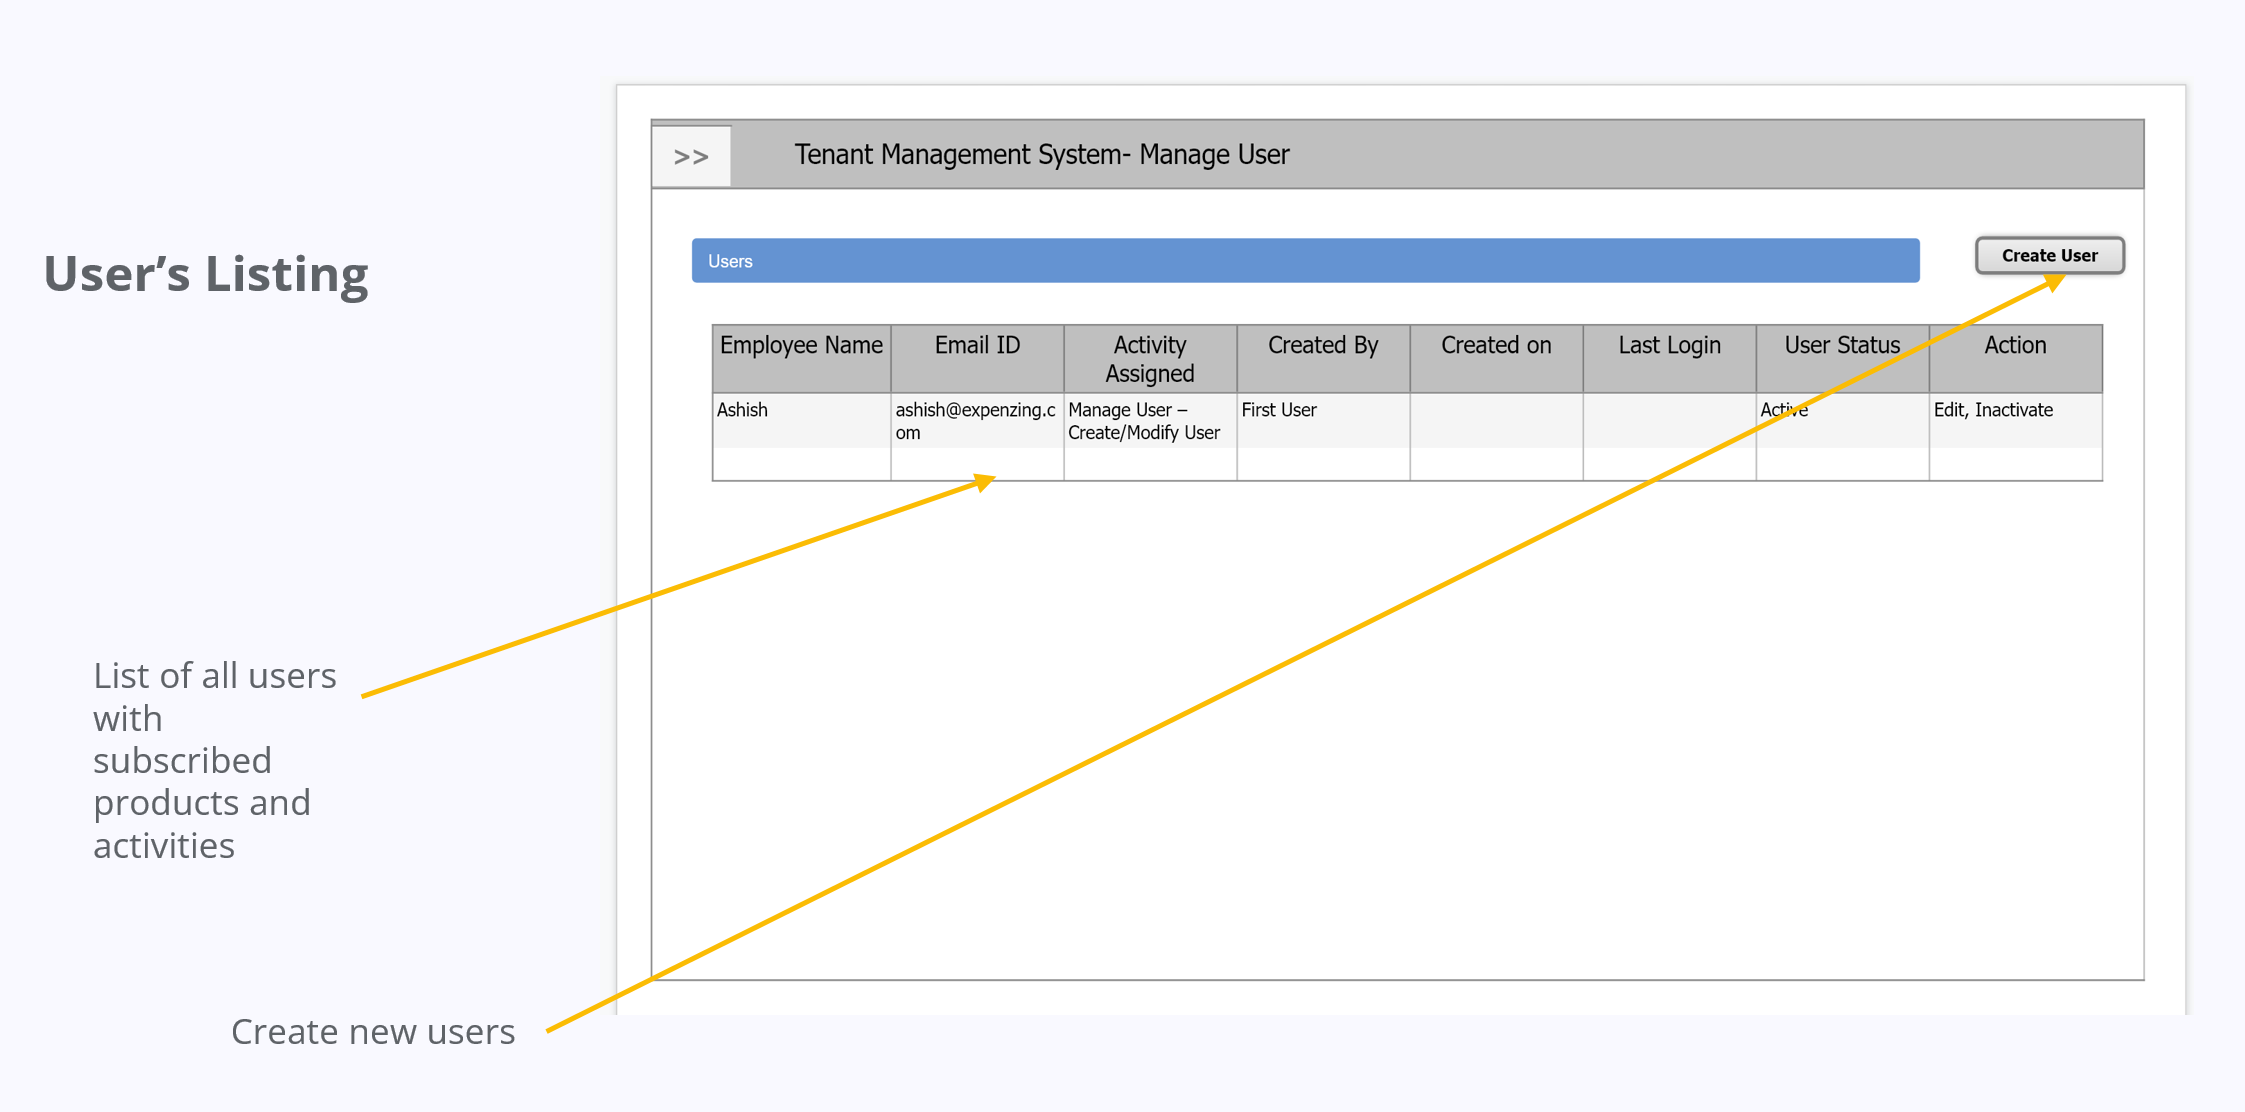 User’s Listing
List of all users
with
subscribed
products and
activities
Create new users
>>
Tenant Management System- Manage User
Users
Create User
Employee Name
Email ID
Activity
Assigned
Created By
Created on
Last Login
User Status
Action
Ashish
ashish@expenzing.c
om
Manage User –
Create/Modify User
First User
Active
Edit, Inactivate